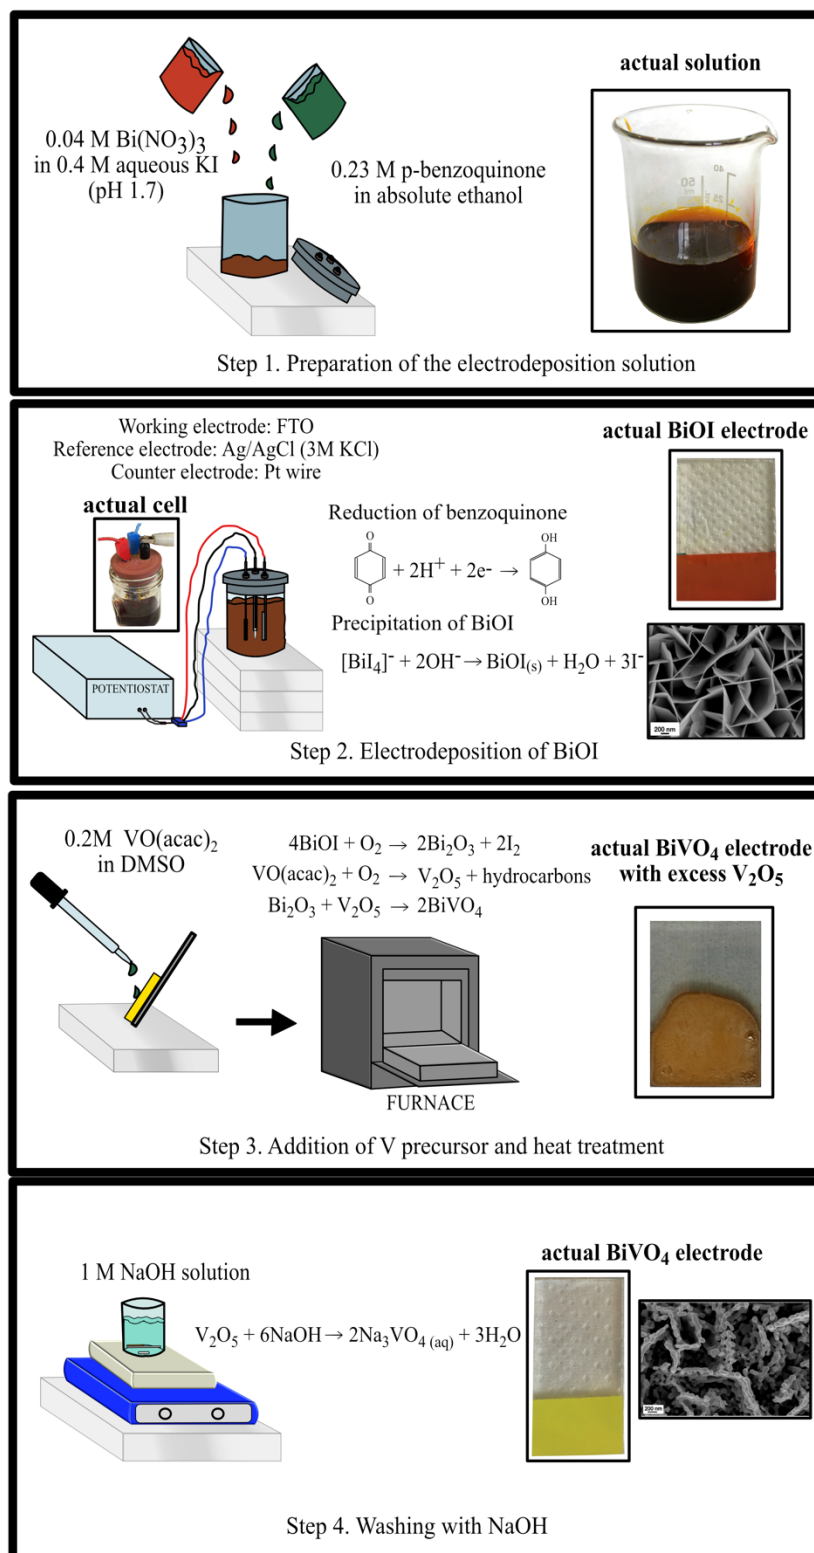 actual solution
0.04 M Bi(NO3)3
in 0.4 M aqueous KI
(pH 1.7)
0.23 M p-benzoquinone
in absolute ethanol
40
50
25
Step 1. Preparation of the electrodeposition solution
Working electrode: FTO
Reference electrode: Ag/AgCl (3M KCl)
Counter electrode: Pt wire
actual cell
actual BiOI electrode
Reduction of benzoquinone
O
O
+ 2H+ + 2e- →
OH
OH
Precipitation of BiOI
[BiI4]- + 2OH- → BiOI(s) + H2O + 3I-
POTENTIOSTAT
200 nm
Step 2. Electrodeposition of BiOI
0.2M VO(acac)2
in DMSO
4BiOI + O2 → 2Bi2O3 + 2I2
VO(acac)2 + O2 → V2O5 + hydrocarbons
Bi2O3 + V2O5 → 2BiVO4
actual BiVO4 electrode
with excess V2O5
FURNACE
Step 3. Addition of V precursor and heat treatment
1 M NaOH solution
V2O5 + 6NaOH → 2Na3VO4 (aq) + 3H2O
actual BiVO4 electrode
200 nm
Step 4. Washing with NaOH